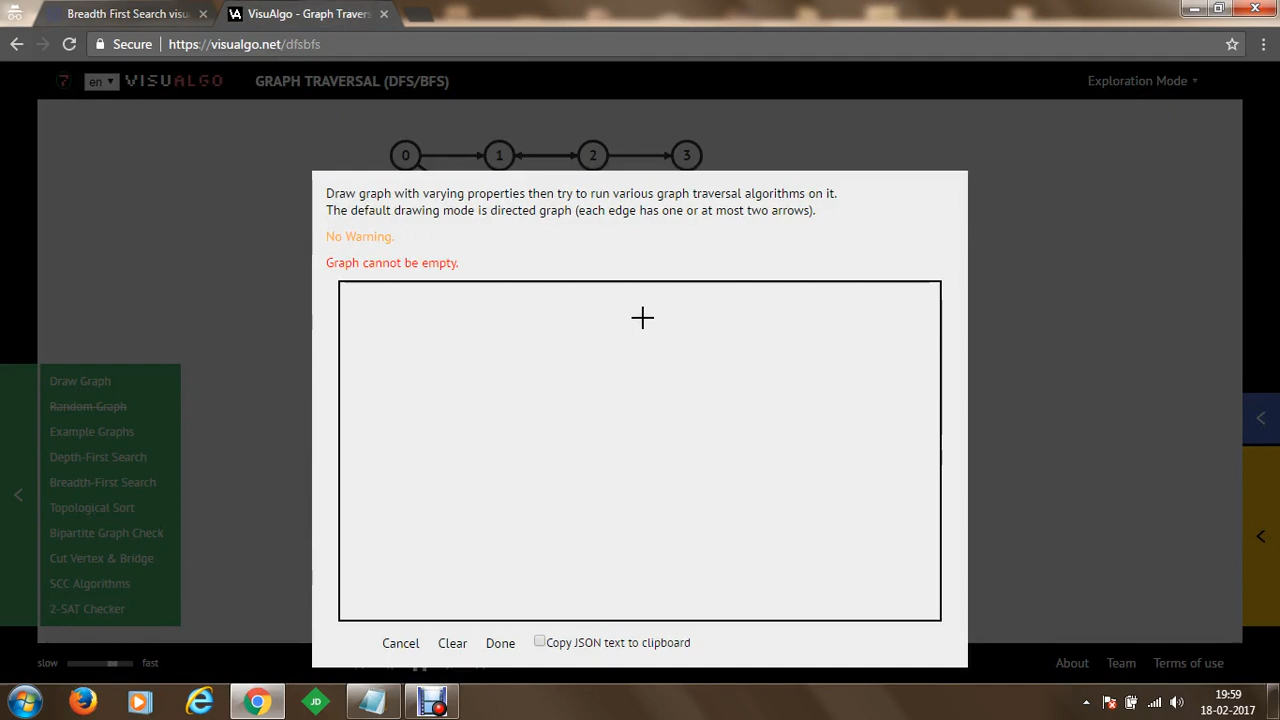 Breadth First Search visu
VisuAlgo - Graph Travers
Secure
https://visualgo.net/dfsbfs
7
en
VISUALGO
GRAPH TRAVERSAL (DFS/BFS)
Exploration Mode
0
1
2
3
Draw graph with varying properties then try to run various graph traversal algorithms on it.
The default drawing mode is directed graph (each edge has one or at most two arrows).
No Warning.
Graph cannot be empty.
Draw Graph
Random Graph
Example Graphs
Depth-First Search
Breadth-First Search
Topological Sort
Bipartite Graph Check
Cut Vertex & Bridge
SCC Algorithms
2-SAT Checker
Cancel
Clear
Done
Copy JSON text to clipboard
slow
fast
About
Team
Terms of use
JD
19:59
18-02-2017